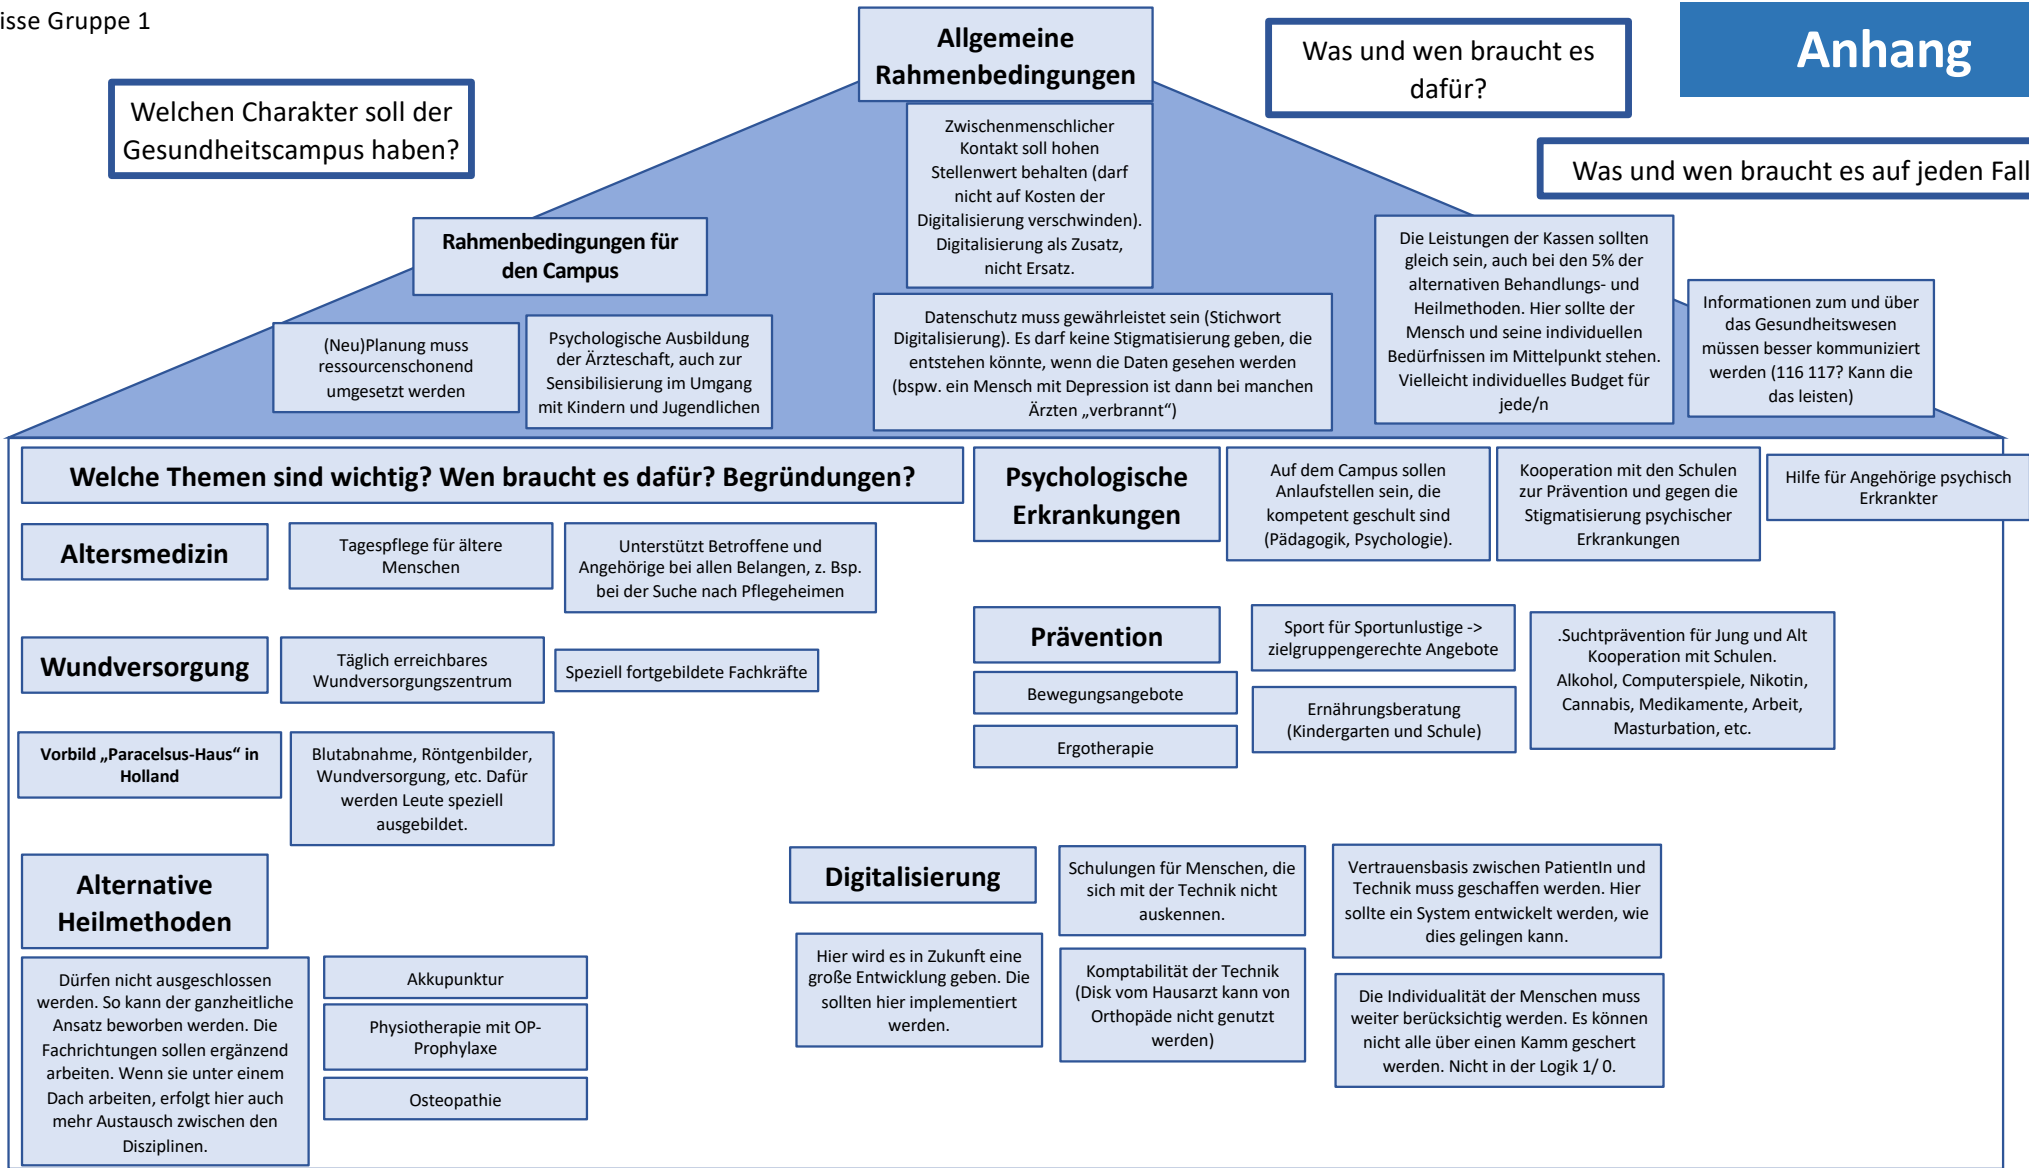 isse Gruppe 1
Anhang
Welchen Charakter soll der
Gesundheitscampus haben?
Allgemeine
Rahmenbedingungen
Was und wen braucht es
dafür?
Was und wen braucht es auf jeden Fall
Zwischenmenschlicher
Kontakt soll hohen
Stellenwert behalten (darf
nicht auf Kosten der
Digitalisierung verschwinden).
Digitalisierung als Zusatz,
nicht Ersatz.
Rahmenbedingungen für
den Campus
(Neu)Planung muss
ressourcenschonend
umgesetzt werden
Psychologische Ausbildung
der Ärzteschaft, auch zur
Sensibilisierung im Umgang
mit Kindern und Jugendlichen
Datenschutz muss gewährleistet sein (Stichwort
Digitalisierung). Es darf keine Stigmatisierung geben, die
entstehen könnte, wenn die Daten gesehen werden
(bspw. ein Mensch mit Depression ist dann bei manchen
Ärzten „verbrannt“)
Die Leistungen der Kassen sollten
gleich sein, auch bei den 5% der
alternativen Behandlungs- und
Heilmethoden. Hier sollte der
Mensch und seine individuellen
Bedürfnissen im Mittelpunkt stehen.
Vielleicht individuelles Budget für
jede/n
Informationen zum und über
das Gesundheitswesen
müssen besser kommuniziert
werden (116 117? Kann die
das leisten)
Welche Themen sind wichtig? Wen braucht es dafür? Begründungen?
Altersmedizin
Tagespflege für ältere
Menschen
Unterstützt Betroffene und
Angehörige bei allen Belangen, z. Bsp.
bei der Suche nach Pflegeheimen
Wundversorgung
Täglich erreichbares
Wundversorgungszentrum
Speziell fortgebildete Fachkräfte
Vorbild „Paracelsus-Haus“ in
Holland
Blutabnahme, Röntgenbilder,
Wundversorgung, etc. Dafür
werden Leute speziell
ausgebildet.
Alternative
Heilmethoden
Dürfen nicht ausgeschlossen
werden. So kann der ganzheitliche
Ansatz beworben werden. Die
Fachrichtungen sollen ergänzend
arbeiten. Wenn sie unter einem
Dach arbeiten, erfolgt hier auch
mehr Austausch zwischen den
Disziplinen.
Akkupunktur
Physiotherapie mit OP-
Prophylaxe
Osteopathie
Psychologische
Erkrankungen
Auf dem Campus sollen
Anlaufstellen sein, die
kompetent geschult sind
(Pädagogik, Psychologie).
Kooperation mit den Schulen
zur Prävention und gegen die
Stigmatisierung psychischer
Erkrankungen
Hilfe für Angehörige psychisch
Erkrankter
Prävention
Bewegungsangebote
Ergotherapie
Sport für Sportunlustige ->
zielgruppengerechte Angebote
Ernährungsberatung
(Kindergarten und Schule)
.Suchtprävention für Jung und Alt
Kooperation mit Schulen.
Alkohol, Computerspiele, Nikotin,
Cannabis, Medikamente, Arbeit,
Masturbation, etc.
Digitalisierung
Hier wird es in Zukunft eine
große Entwicklung geben. Die
sollten hier implementiert
werden.
Schulungen für Menschen, die
sich mit der Technik nicht
auskennen.
Komptabilität der Technik
(Disk vom Hausarzt kann von
Orthopäde nicht genutzt
werden)
Vertrauensbasis zwischen PatientIn und
Technik muss geschaffen werden. Hier
sollte ein System entwickelt werden, wie
dies gelingen kann.
Die Individualität der Menschen muss
weiter berücksichtig werden. Es können
nicht alle über einen Kamm geschert
werden. Nicht in der Logik 1/ 0.